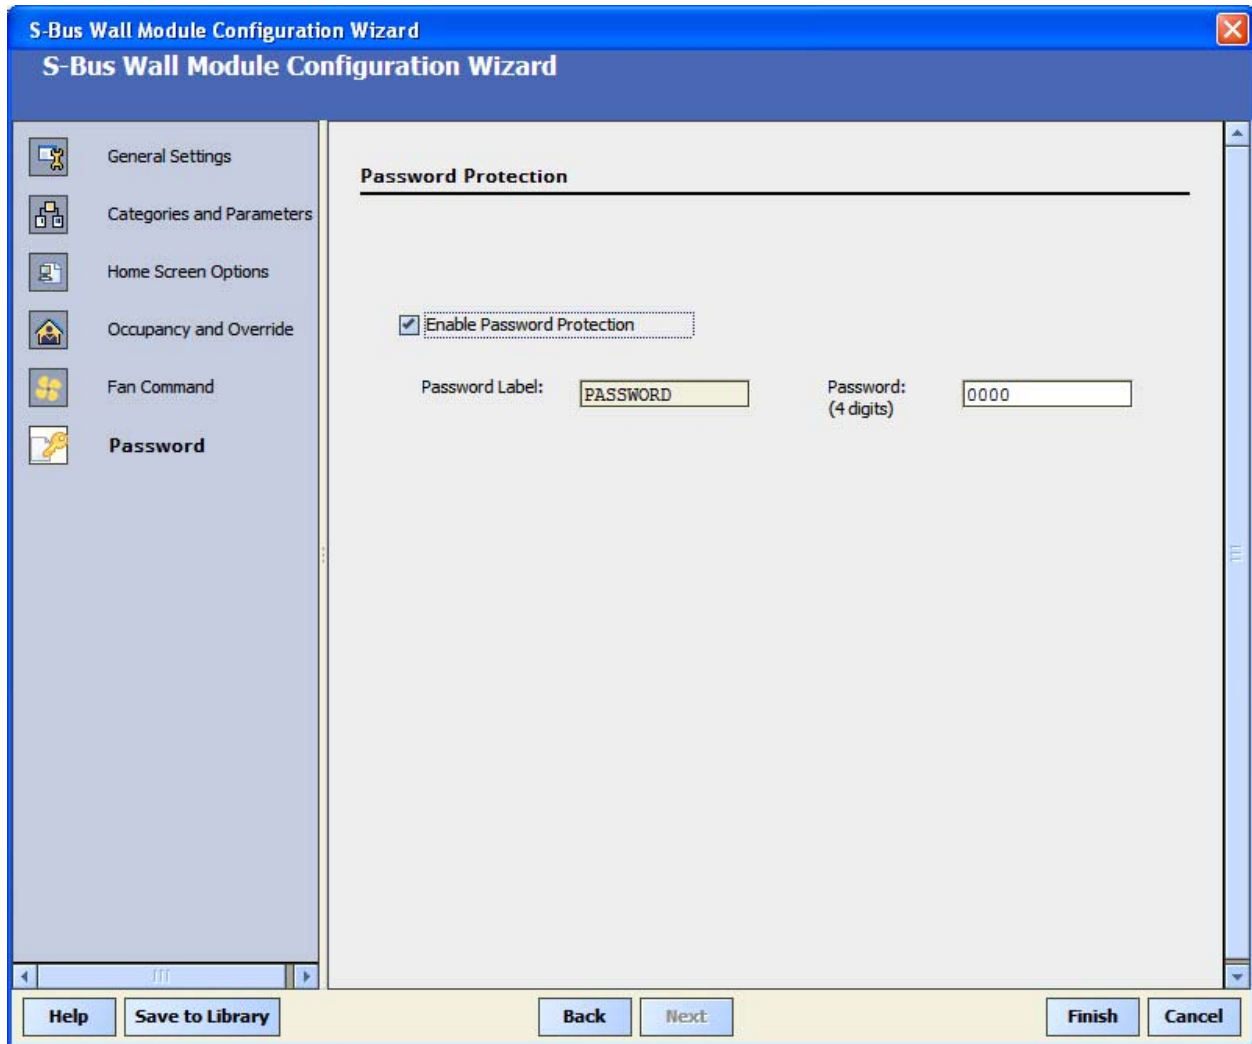 S-Bus Wall Module Configuration Wizard
S-Bus Wall Module Configuration Wizard
General Settings
Categories and Parameters
Home Screen Options
Occupancy and Override
Fan Command
Password
Password Protection
Enable Password Protection
Password Label:
PASSWORD
Password:
(4 digits)
0000
Help
Save to Library
Back
Next
Finish
Cancel